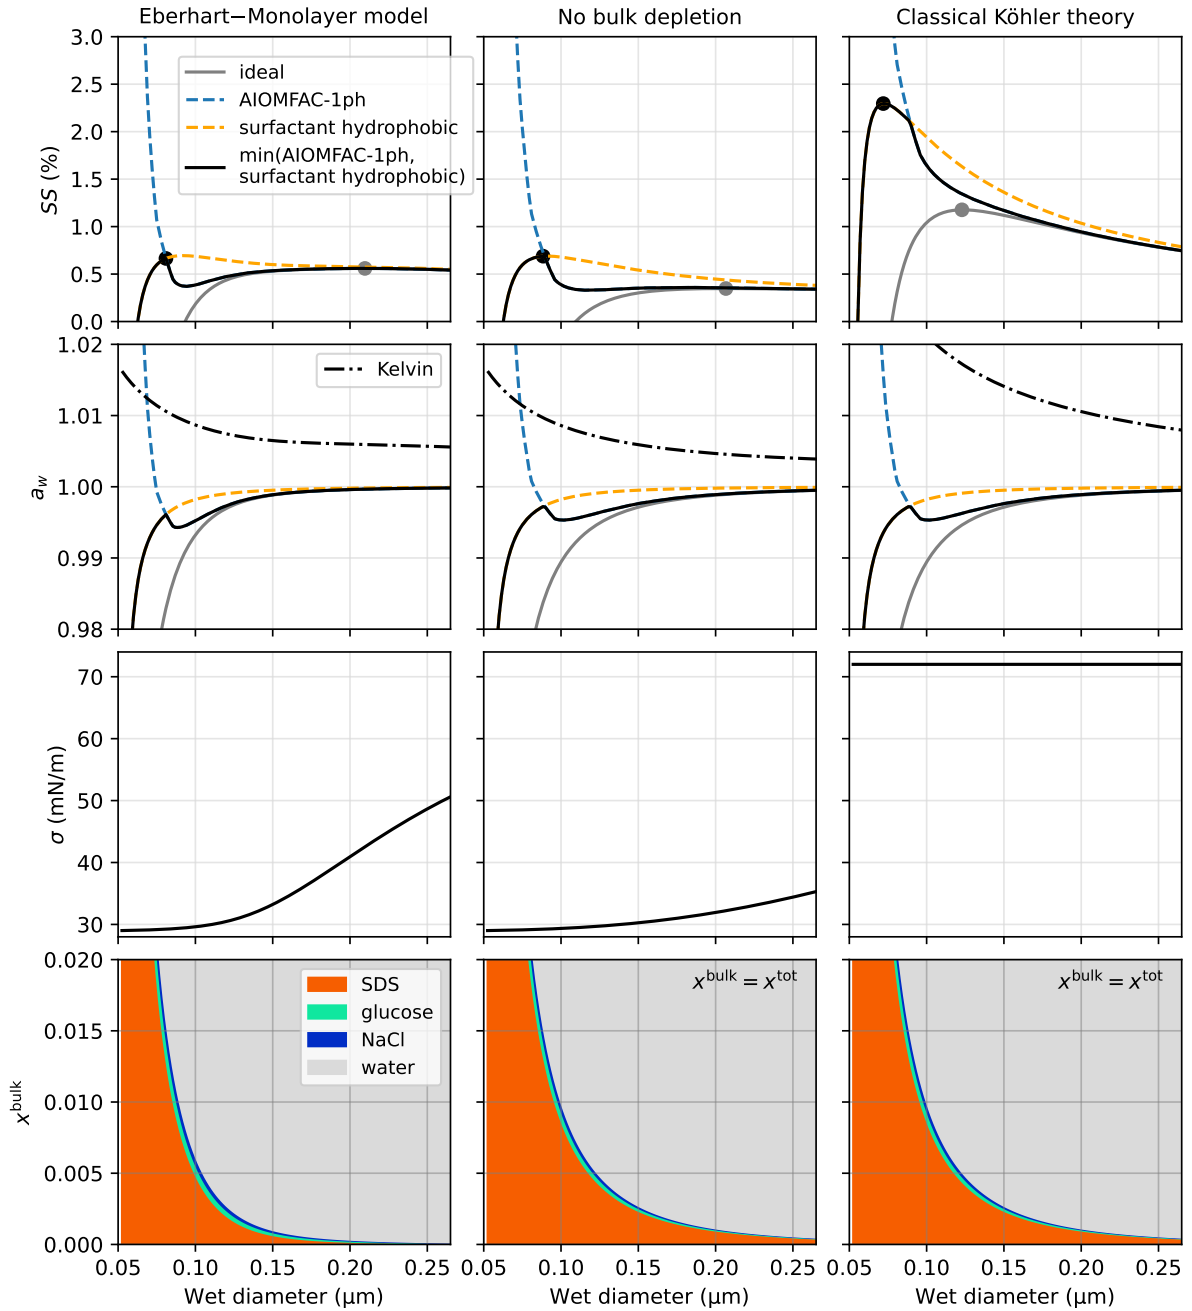 Eberhart−Monolayer model
No bulk depletion
Classical Köhler theory
3.0
2.5
2.0
1.5
1.0
0.5
0.0
SS (%)
ideal
AIOMFAC-1ph
surfactant hydrophobic
min(AIOMFAC-1ph,
surfactant hydrophobic)
1.02
1.01
1.00
0.99
0.98
a_w
Kelvin
70
60
50
40
30
σ (mN/m)
0.020
0.015
0.010
0.005
0.000
x^bulk
SDS
glucose
NaCl
water
x^bulk = x^tot
x^bulk = x^tot
0.05 0.10 0.15 0.20 0.25
0.05 0.10 0.15 0.20 0.25
0.05 0.10 0.15 0.20 0.25
Wet diameter (µm)
Wet diameter (µm)
Wet diameter (µm)